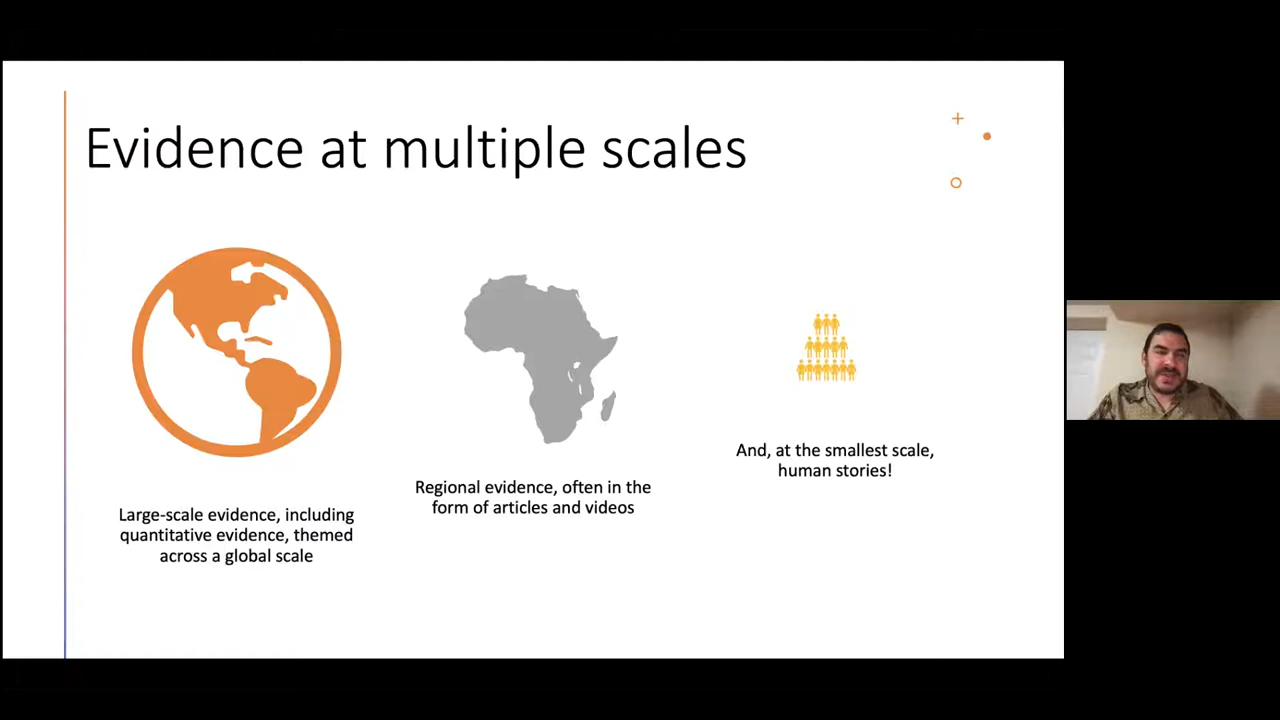 Evidence at multiple scales
Large-scale evidence, including
quantitative evidence, themed
across a global scale
Regional evidence, often in the
form of articles and videos
And, at the smallest scale,
human stories!